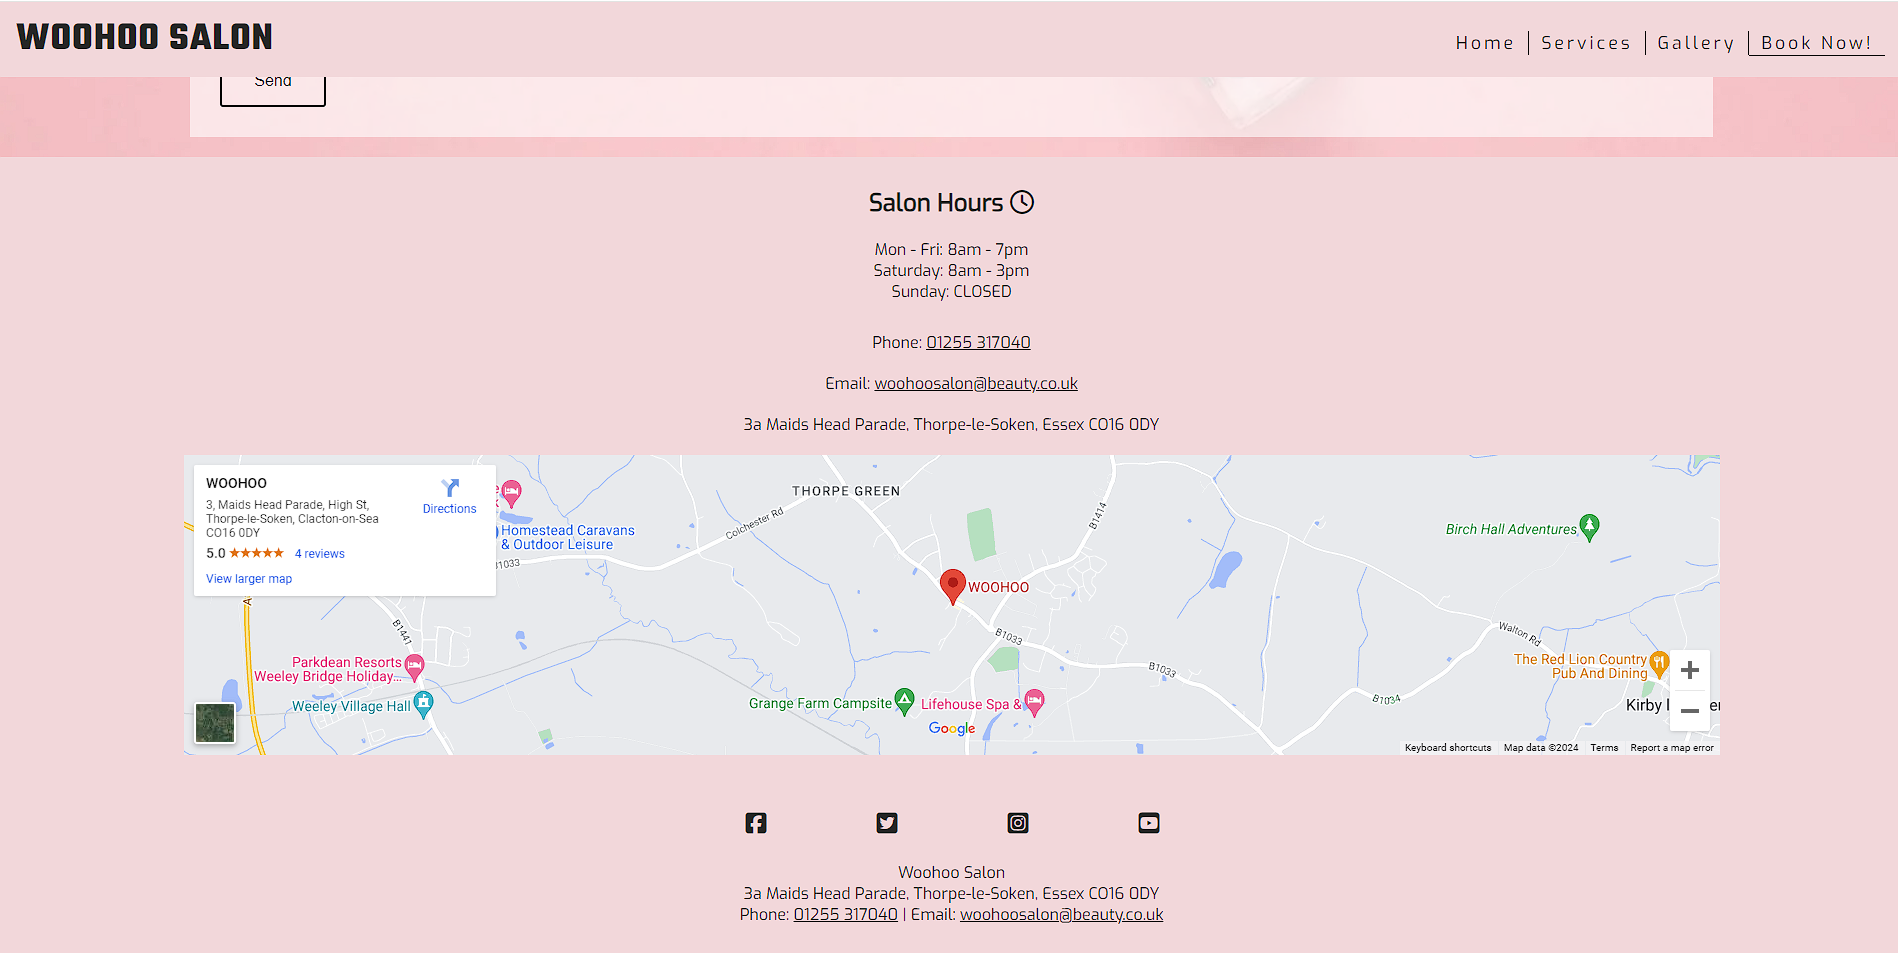 WOOHOO SALON
Home
Services
Gallery
Book Now!
Send
Salon Hours
Mon - Fri: 8am - 7pm
Saturday: 8am - 3pm
Sunday: CLOSED
Phone: 01255 317040
Email: woohoosalon@beauty.co.uk
3a Maids Head Parade, Thorpe-le-Soken, Essex CO16 0DY
WOOHOO
3, Maids Head Parade, High St,
Thorpe-le-Soken, Clacton-on-Sea
CO16 0DY
Directions
5.0 4 reviews
View larger map
THORPE GREEN
Colchester Rd
B1414
Homestead Caravans
& Outdoor Leisure
B1033
Birch Hall Adventures
WOOHOO
A
B1441
B1033
Walton Rd
Parkdean Resorts
Weeley Bridge Holiday...
B1033
The Red Lion Country
Pub And Dining
Weeley Village Hall
Grange Farm Campsite
Lifehouse Spa &
B1034
Kirby
Google
Keyboard shortcuts
Map data ©2024
Terms
Report a map error
Woohoo Salon
3a Maids Head Parade, Thorpe-le-Soken, Essex CO16 0DY
Phone: 01255 317040 | Email: woohoosalon@beauty.co.uk